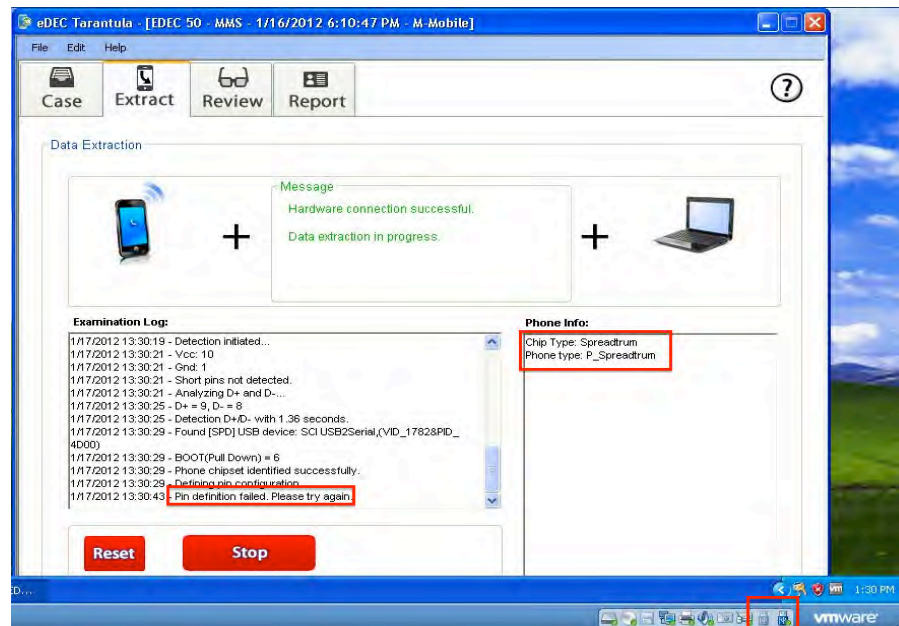 eDEC Tarantula - [EDEC 50 - MMS - 1/16/2012 6:10:47 PM - M-Mobile]
File Edit Help
Case Extract Review Report
?
Data Extraction
Message
Hardware connection successful.
Data extraction in progress.
+ +
Examination Log:
1/17/2012 13:30:19 - Detection initiated...
1/17/2012 13:30:21 - Vcc: 10
1/17/2012 13:30:21 - Gnd: 1
1/17/2012 13:30:21 - Short pins not detected.
1/17/2012 13:30:21 - Analyzing D+ and D-...
1/17/2012 13:30:25 - D+ = 9, D- = 8
1/17/2012 13:30:25 - Detection D+/D- with 1.36 seconds.
1/17/2012 13:30:29 - Found [SPD] USB device: SCI USB2Serial,(VID_1782&PID_
4D00)
1/17/2012 13:30:29 - BOOT(Pull Down) = 6
1/17/2012 13:30:29 - Phone chipset identified successfully.
1/17/2012 13:30:29 - Defining pin configuration...
1/17/2012 13:30:43 - Pin definition failed. Please try again.
Phone Info:
Chip Type: Spreadtrum
Phone type: P_Spreadtrum
Reset Stop
D...
1:30 PM
vmware